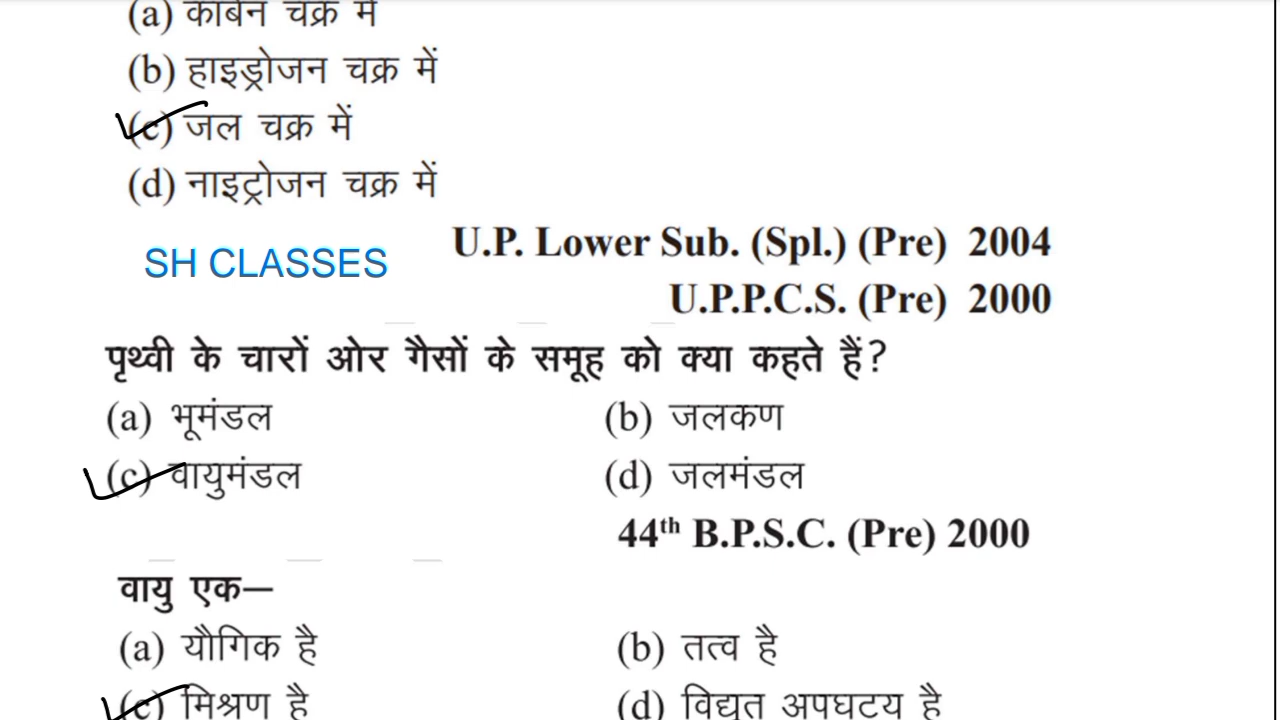 (a) कार्बन चक्र में
(b) हाइड्रोजन चक्र में
(c) जल चक्र में
(d) नाइट्रोजन चक्र में
U.P. Lower Sub. (Spl.) (Pre) 2004
SH CLASSES
U.P.P.C.S. (Pre) 2000
पृथ्वी के चारों ओर गैसों के समूह को क्या कहते हैं?
(a) भूमंडल (b) जलकण
(c) वायुमंडल (d) जलमंडल
44th B.P.S.C. (Pre) 2000
वायु एक—
(a) यौगिक है (b) तत्व है
(c) मिश्रण है (d) विद्युत अपघटय है